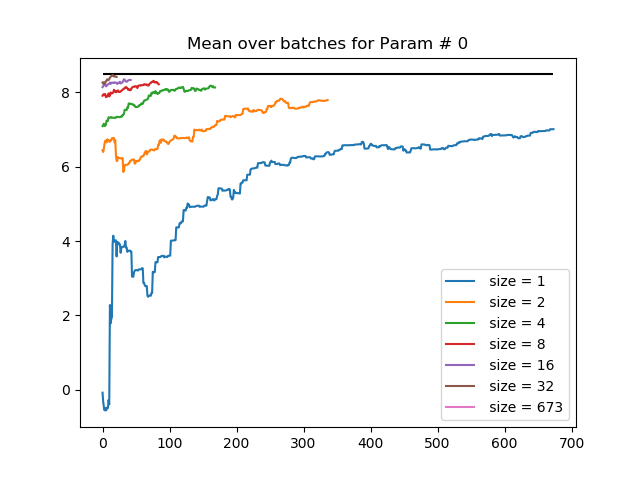 Mean over batches for Param # 0
8
6
4
2
0
0 100 200 300 400 500 600 700
size = 1
size = 2
size = 4
size = 8
size = 16
size = 32
size = 673